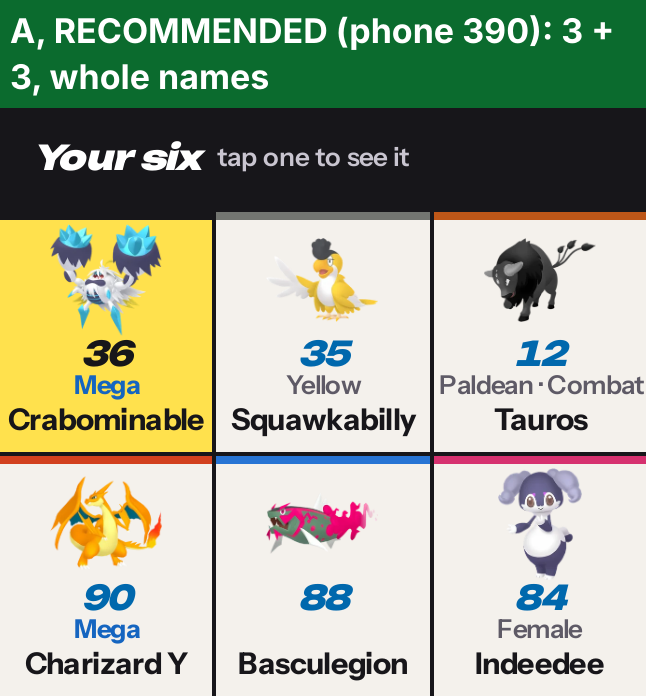 A, RECOMMENDED (phone 390): 3 +
3, whole names
Your six tap one to see it
36
Mega
Crabominable
35
Yellow
Squawkabilly
12
Paldean · Combat
Tauros
90
Mega
Charizard Y
88
Basculegion
84
Female
Indeedee